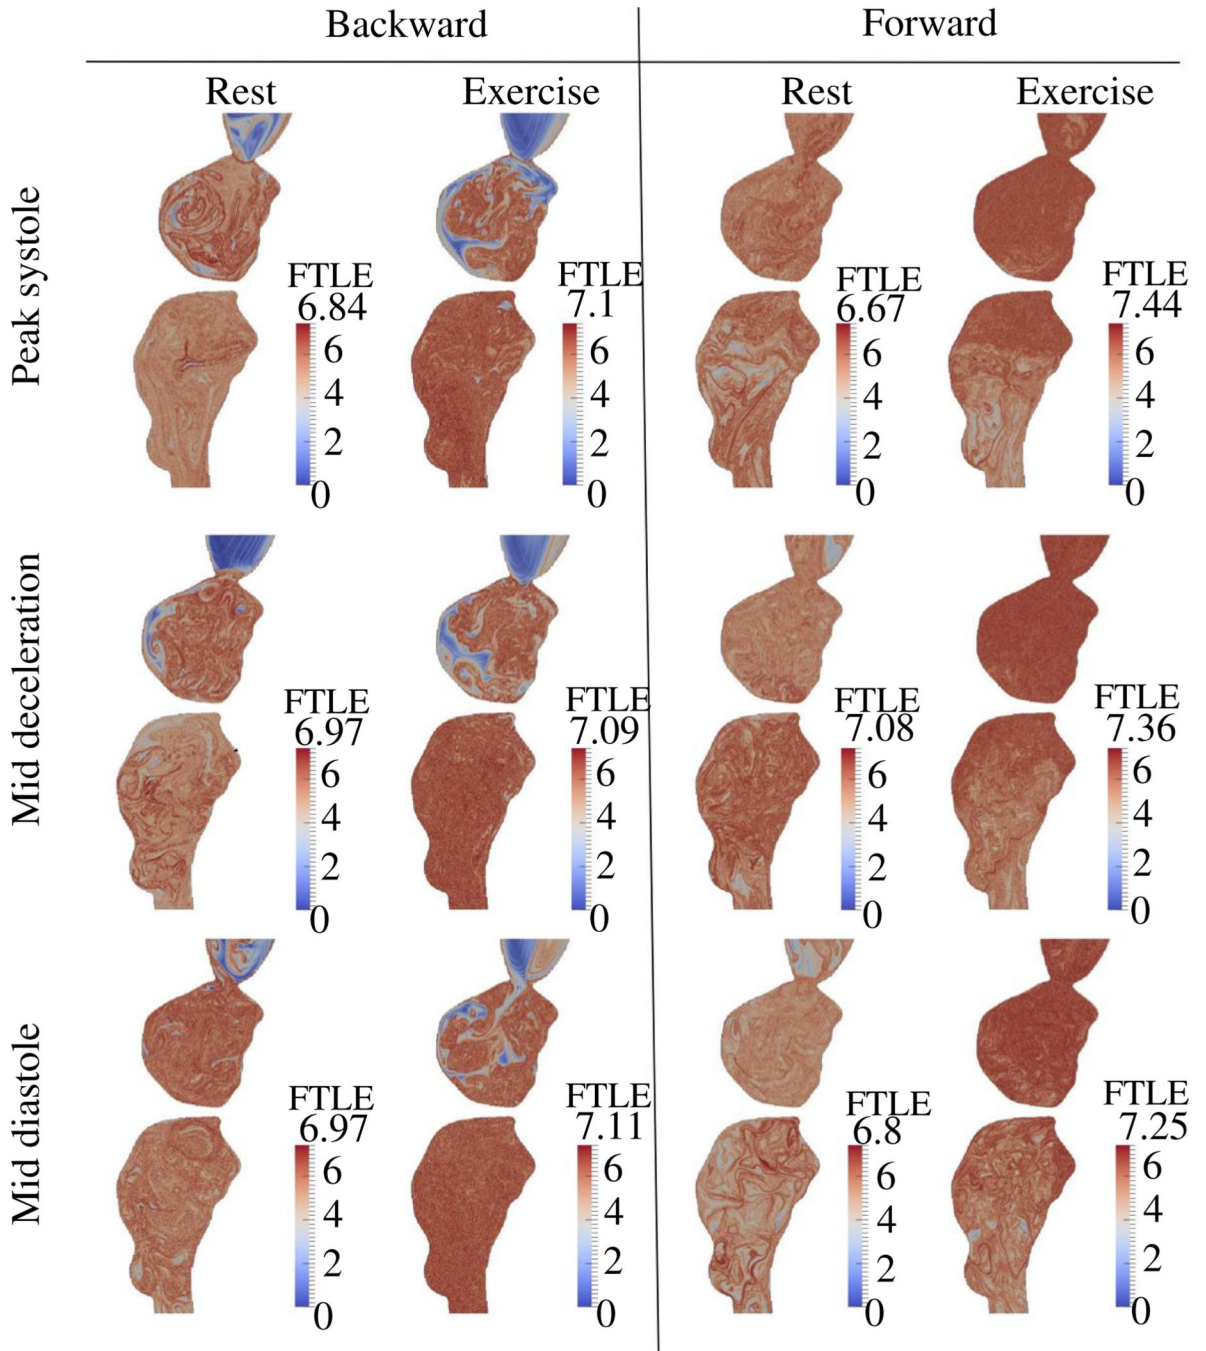 Backward Forward
Rest Exercise Rest Exercise
Peak systole
FTLE FTLE FTLE FTLE
6.84 7.1 6.67 7.44
6 6 6 6
4 4 4 4
2 2 2 2
0 0 0 0
Mid deceleration
FTLE FTLE FTLE FTLE
6.97 7.09 7.08 7.36
6 6 6 6
4 4 4 4
2 2 2 2
0 0 0 0
Mid diastole
FTLE FTLE FTLE FTLE
6.97 7.11 6.8 7.25
6 6 6 6
4 4 4 4
2 2 2 2
0 0 0 0